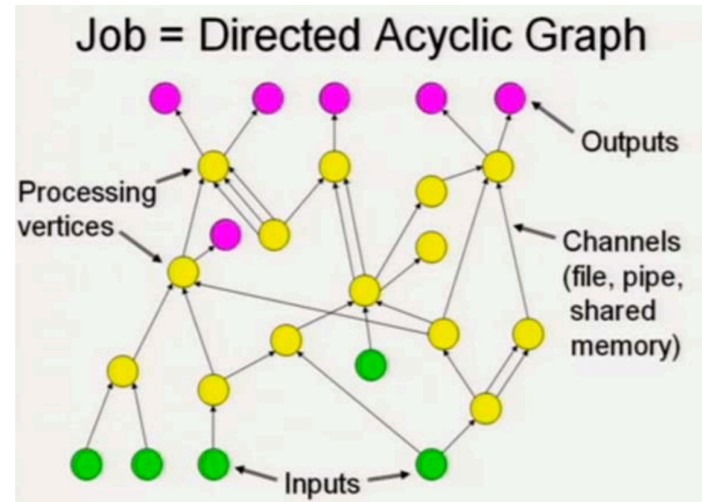 Job = Directed Acyclic Graph
Outputs
Processing
vertices
Channels
(file, pipe,
shared
memory)
Inputs